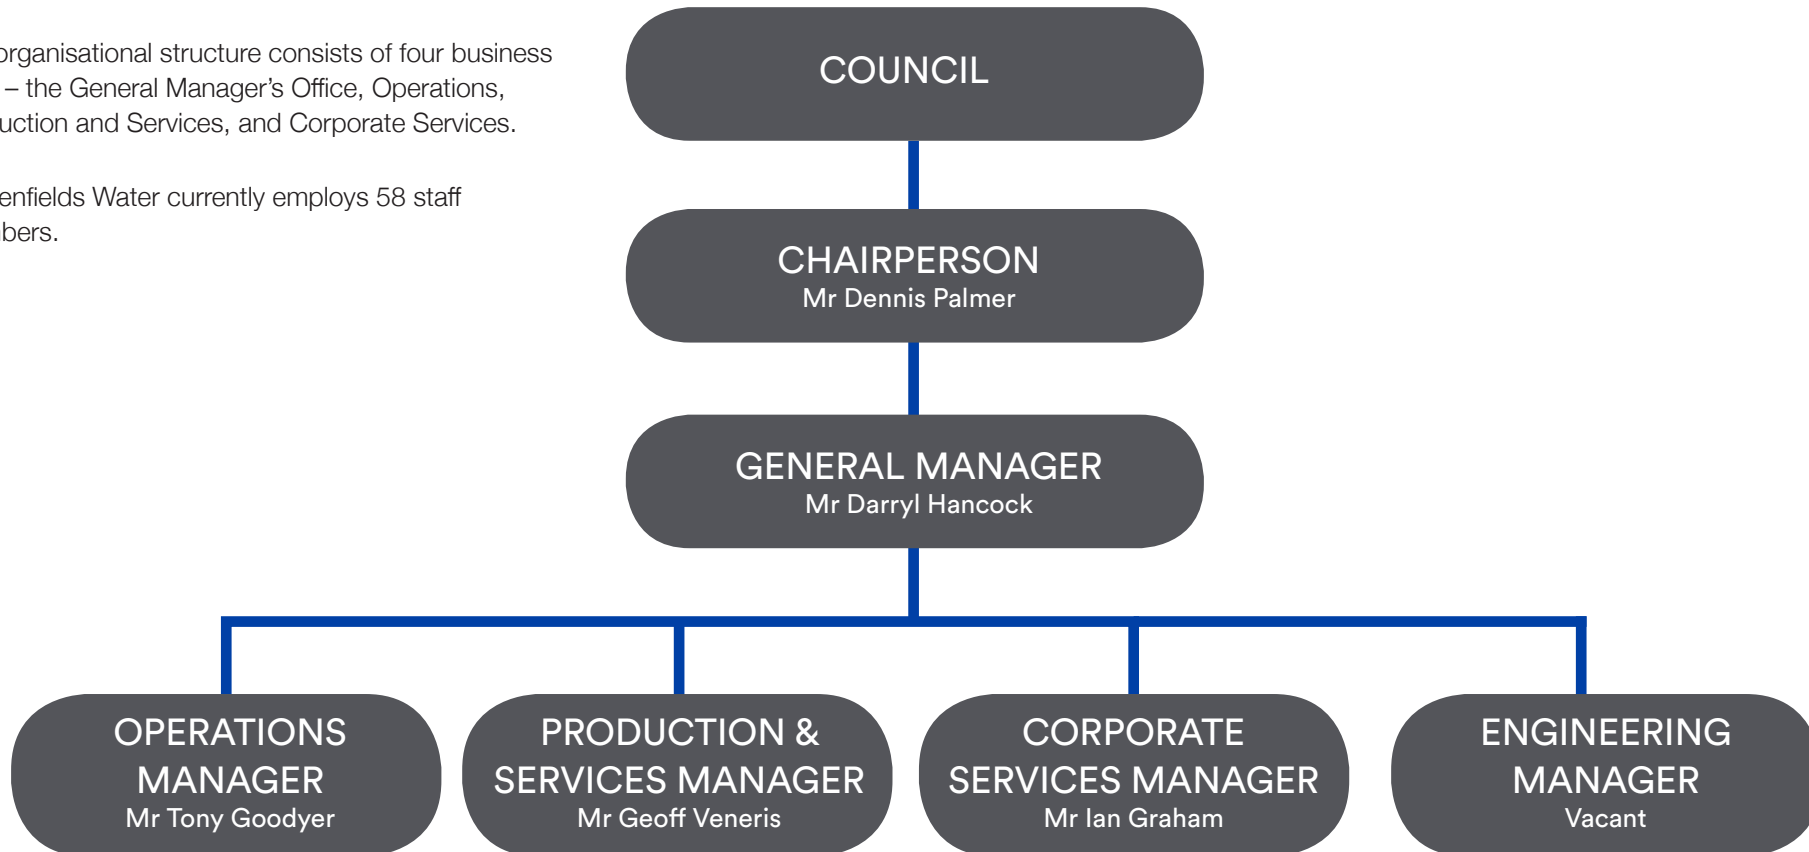 organisational structure consists of four business
– the General Manager's Office, Operations,
uction and Services, and Corporate Services.
enfields Water currently employs 58 staff
bers.
COUNCIL
CHAIRPERSON
Mr Dennis Palmer
GENERAL MANAGER
Mr Darryl Hancock
OPERATIONS
MANAGER
Mr Tony Goodyer
PRODUCTION &
SERVICES MANAGER
Mr Geoff Veneris
CORPORATE
SERVICES MANAGER
Mr Ian Graham
ENGINEERING
MANAGER
Vacant